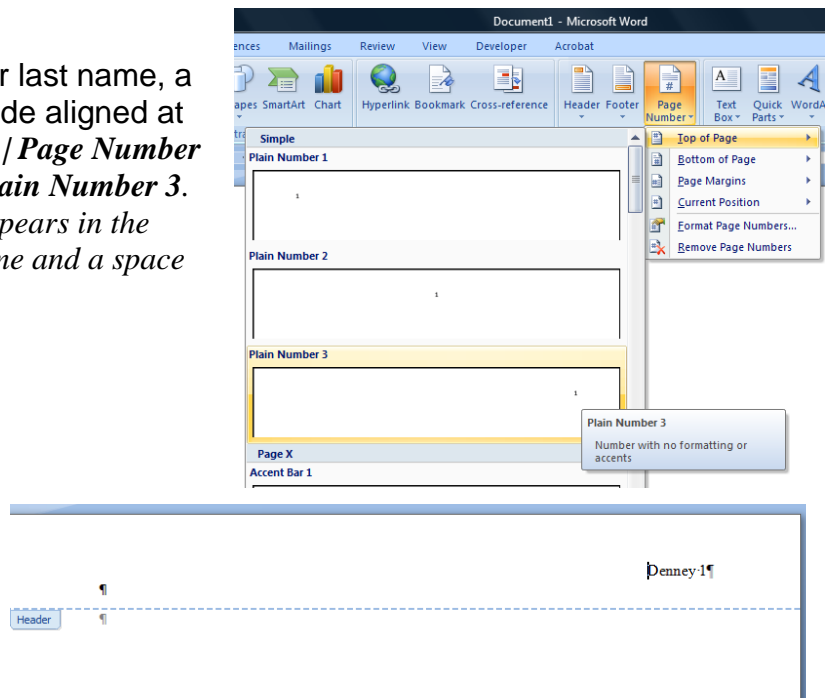 Document1 - Microsoft Word
Mailings Review View Developer Acrobat
SmartArt Chart Hyperlink Bookmark Cross-reference Header Footer Page Number Text Box Quick Parts
r last name, a
de aligned at
| Page Number
ain Number 3.
pears in the
ne and a space
Simple
Plain Number 1
1
Plain Number 2
1
Plain Number 3
1
Page X
Accent Bar 1
Top of Page
Bottom of Page
Page Margins
Current Position
Format Page Numbers...
Remove Page Numbers
Plain Number 3
Number with no formatting or
accents
Denney·1¶
¶
Header ¶